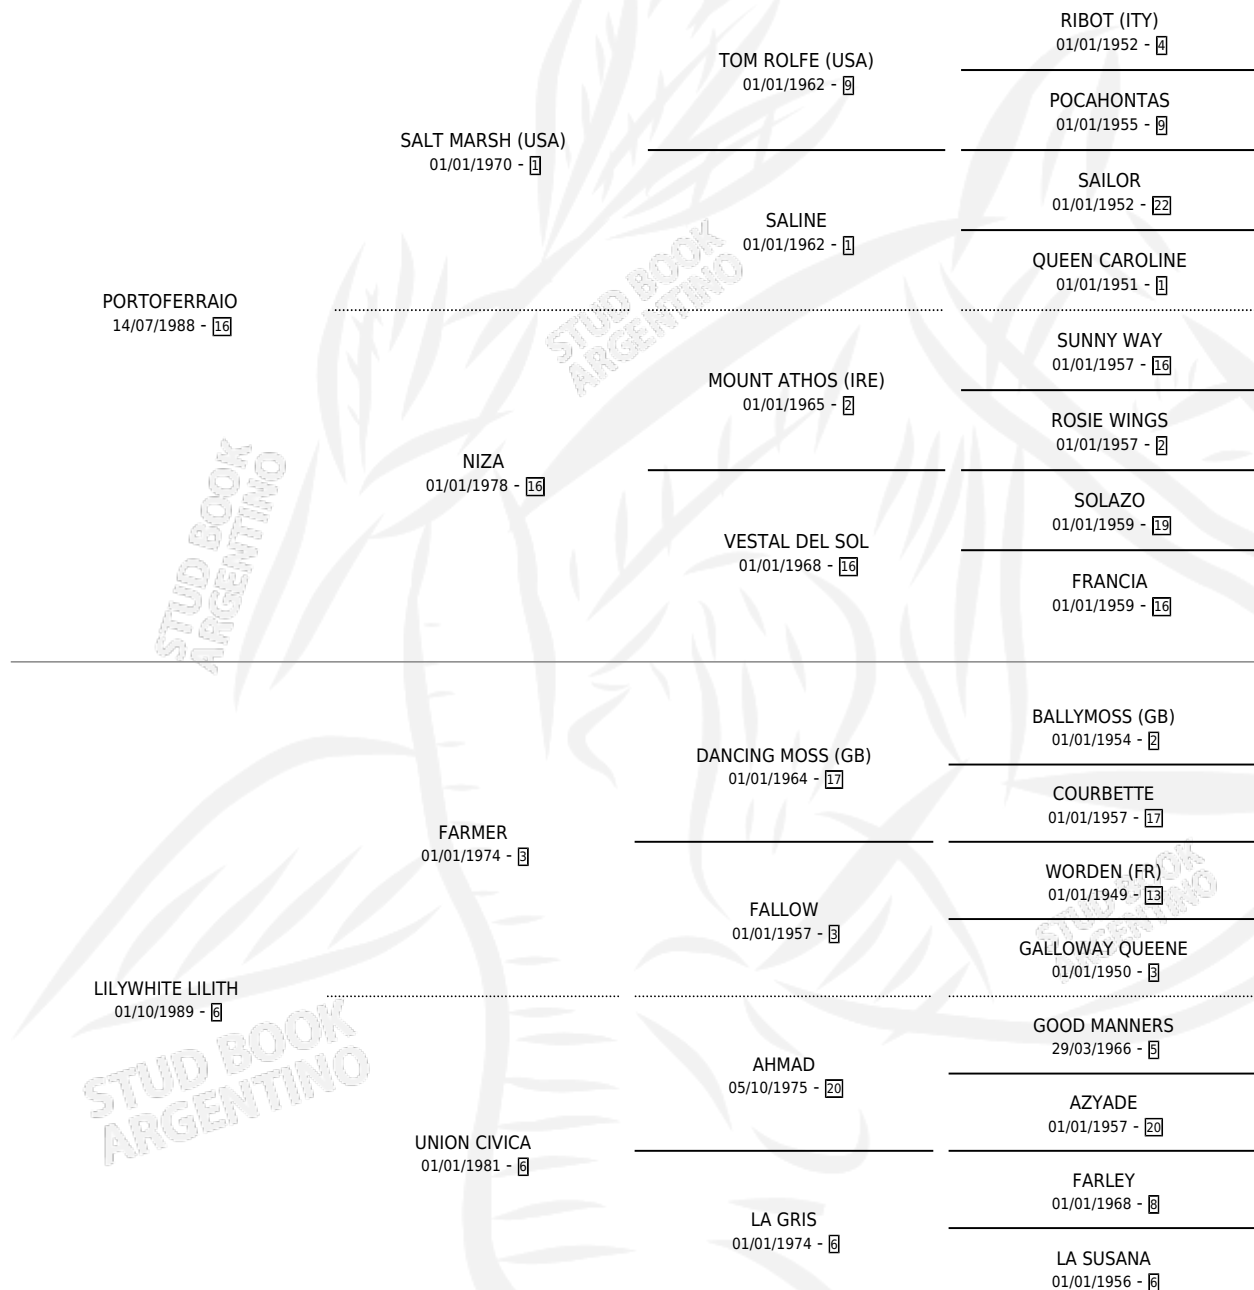 RIBOT (ITY)
01/01/1952 - 4
TOM ROLFE (USA)
01/01/1962 - 9
POCAHONTAS
01/01/1955 - 9
SALT MARSH (USA)
01/01/1970 - 1
SAILOR
01/01/1952 - 22
SALINE
01/01/1962 - 1
QUEEN CAROLINE
01/01/1951 - 1
PORTOFERRAIO
14/07/1988 - 16
STUD BOOK
ARGENTINO
SUNNY WAY
01/01/1957 - 16
MOUNT ATHOS (IRE)
01/01/1965 - 2
ROSIE WINGS
01/01/1957 - 2
NIZA
01/01/1978 - 16
SOLAZO
01/01/1959 - 19
VESTAL DEL SOL
01/01/1968 - 16
FRANCIA
01/01/1959 - 16
STUD BOOK
ARGENTINO
BALLYMOSS (GB)
01/01/1954 - 2
DANCING MOSS (GB)
01/01/1964 - 17
COURBETTE
01/01/1957 - 17
FARMER
01/01/1974 - 3
WORDEN (FR)
01/01/1949 - 13
FALLOW
01/01/1957 - 3
STUD BOOK
ARGENTINO
GALLOWAY QUEENE
01/01/1950 - 3
LILYWHITE LILITH
01/10/1989 - 6
STUD BOOK
ARGENTINO
GOOD MANNERS
29/03/1966 - 5
AHMAD
05/10/1975 - 20
AZYADE
01/01/1957 - 20
UNION CIVICA
01/01/1981 - 6
FARLEY
01/01/1968 - 8
LA GRIS
01/01/1974 - 6
LA SUSANA
01/01/1956 - 6